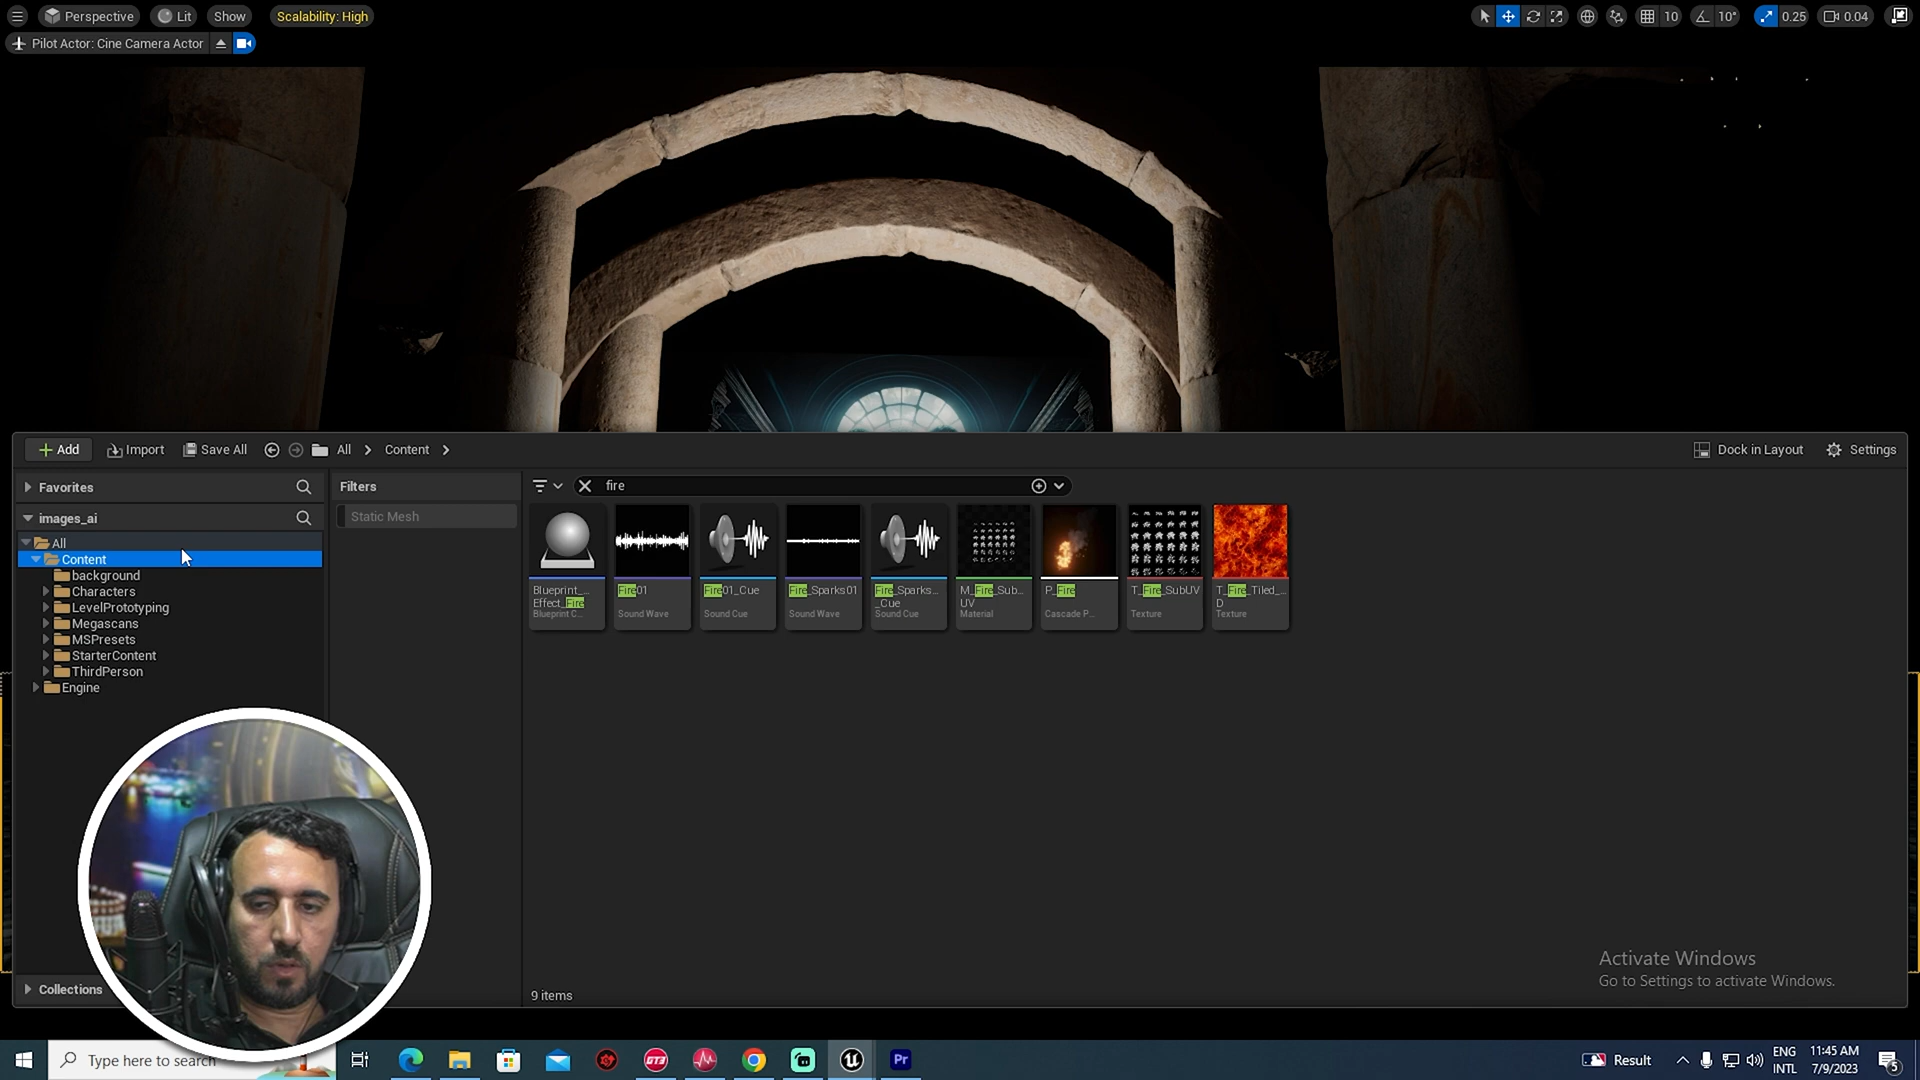 Perspective Lit Show Scalability: High 10 10° 0.25 0.04
Pilot Actor: Cine Camera Actor
Add Import Save All All Content Dock in Layout Settings
Favorites
Filters
fire
images_ai
Static Mesh
All
Content
background
Characters
LevelPrototyping
Megascans
MSPresets
StarterContent
ThirdPerson
Engine
Collections
Blueprint_...
Effect_Fire
Blueprint C...
Fire01
Sound Wave
Fire01_Cue
Sound Cue
Fire_Sparks01
Sound Wave
Fire_Sparks...
_Cue
Sound Cue
M_Fire_Sub...
UV
Material
P_Fire
Cascade P...
T_Fire_SubUV
Texture
T_Fire_Tiled_...
D
Texture
9 items
Activate Windows
Go to Settings to activate Windows.
Type here to search
GT3
Pr
Result
ENG
INTL
11:45 AM
7/9/2023
5